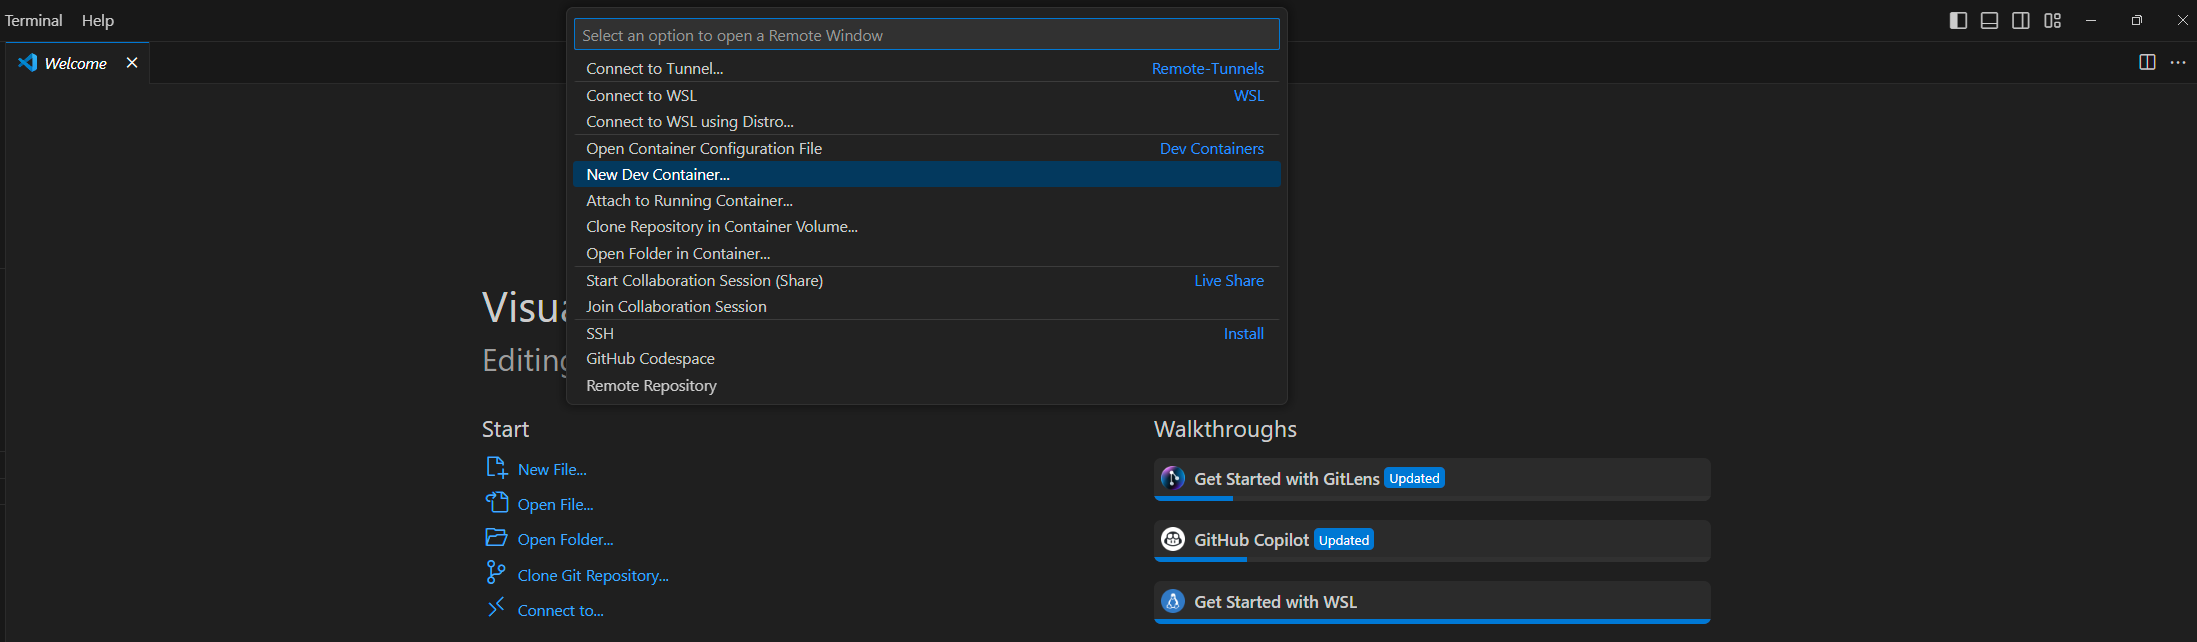 Terminal Help
Select an option to open a Remote Window
Welcome
Connect to Tunnel... Remote-Tunnels
Connect to WSL WSL
Connect to WSL using Distro...
Open Container Configuration File Dev Containers
New Dev Container...
Attach to Running Container...
Clone Repository in Container Volume...
Open Folder in Container...
Start Collaboration Session (Share) Live Share
Join Collaboration Session
SSH Install
GitHub Codespace
Remote Repository
Visua
Editing
Start
New File...
Open File...
Open Folder...
Clone Git Repository...
Connect to...
Walkthroughs
Get Started with GitLens Updated
GitHub Copilot Updated
Get Started with WSL